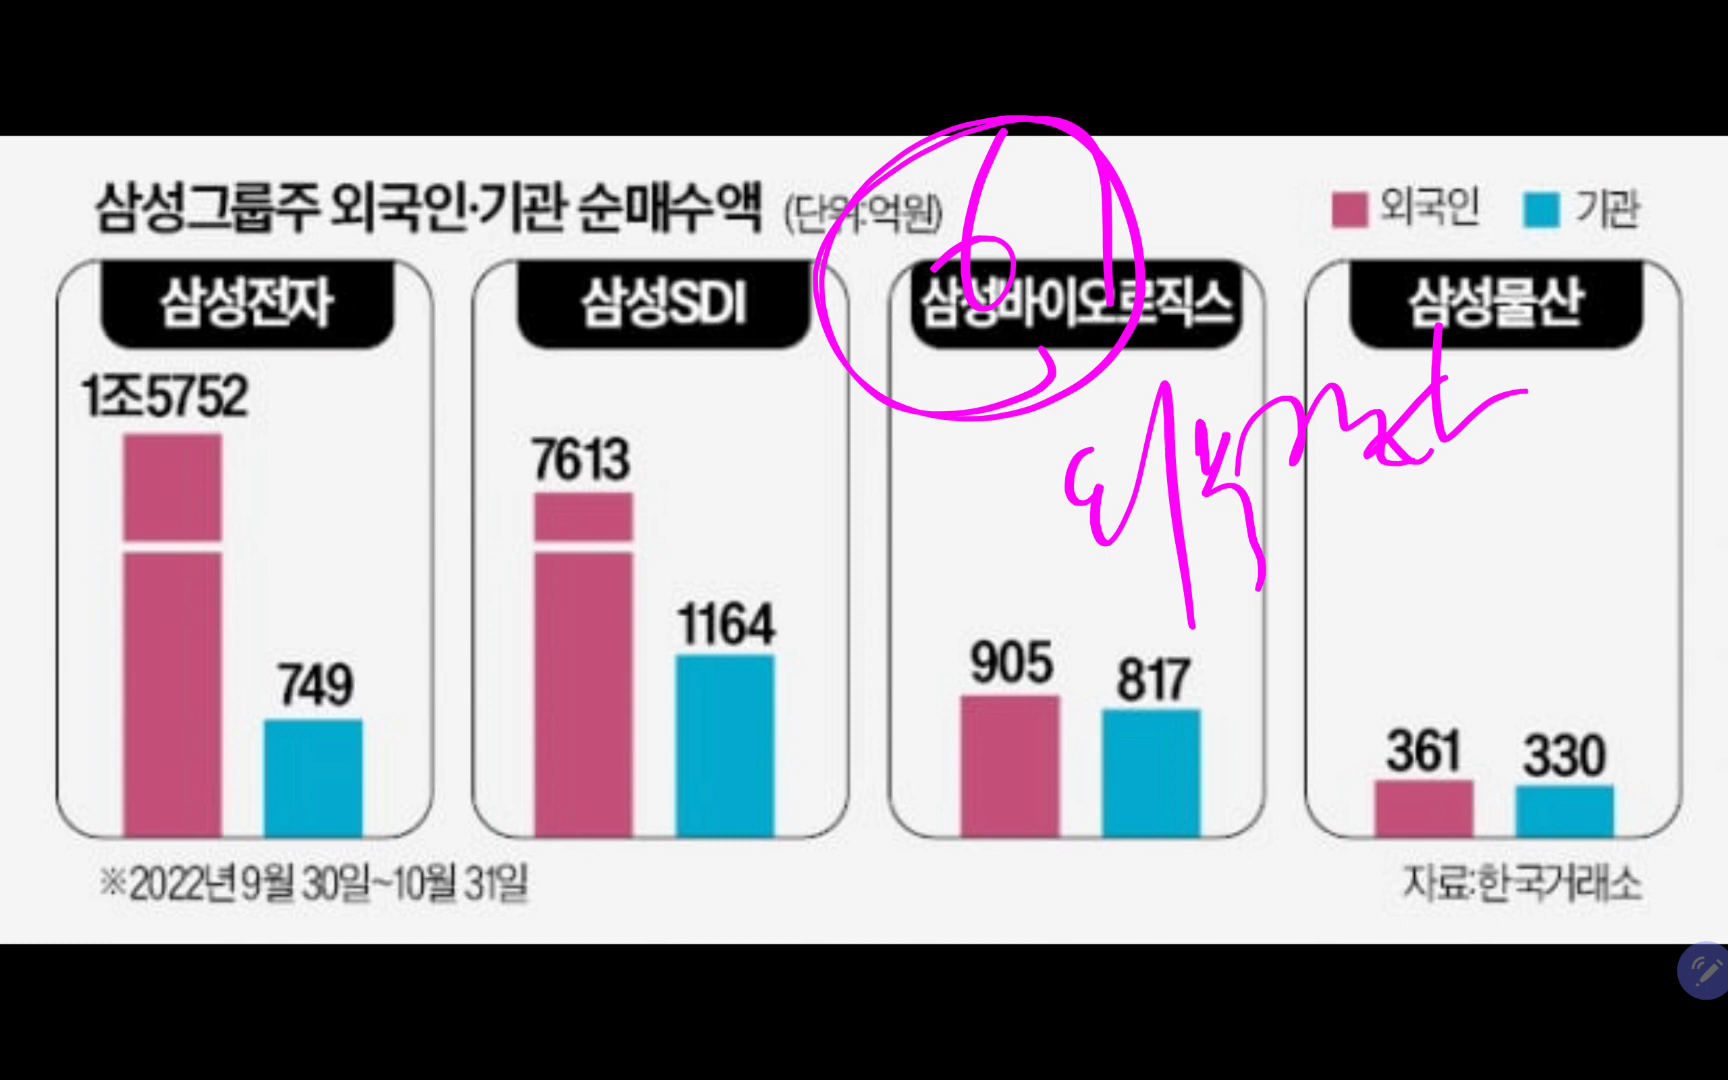 삼성그룹주 외국인·기관 순매수액 (단위:억원)
외국인 기관
삼성전자 삼성SDI 삼성바이오로직스 삼성물산
1조5752 749 7613 1164 905 817 361 330
※2022년 9월 30일~10월 31일
자료:한국거래소